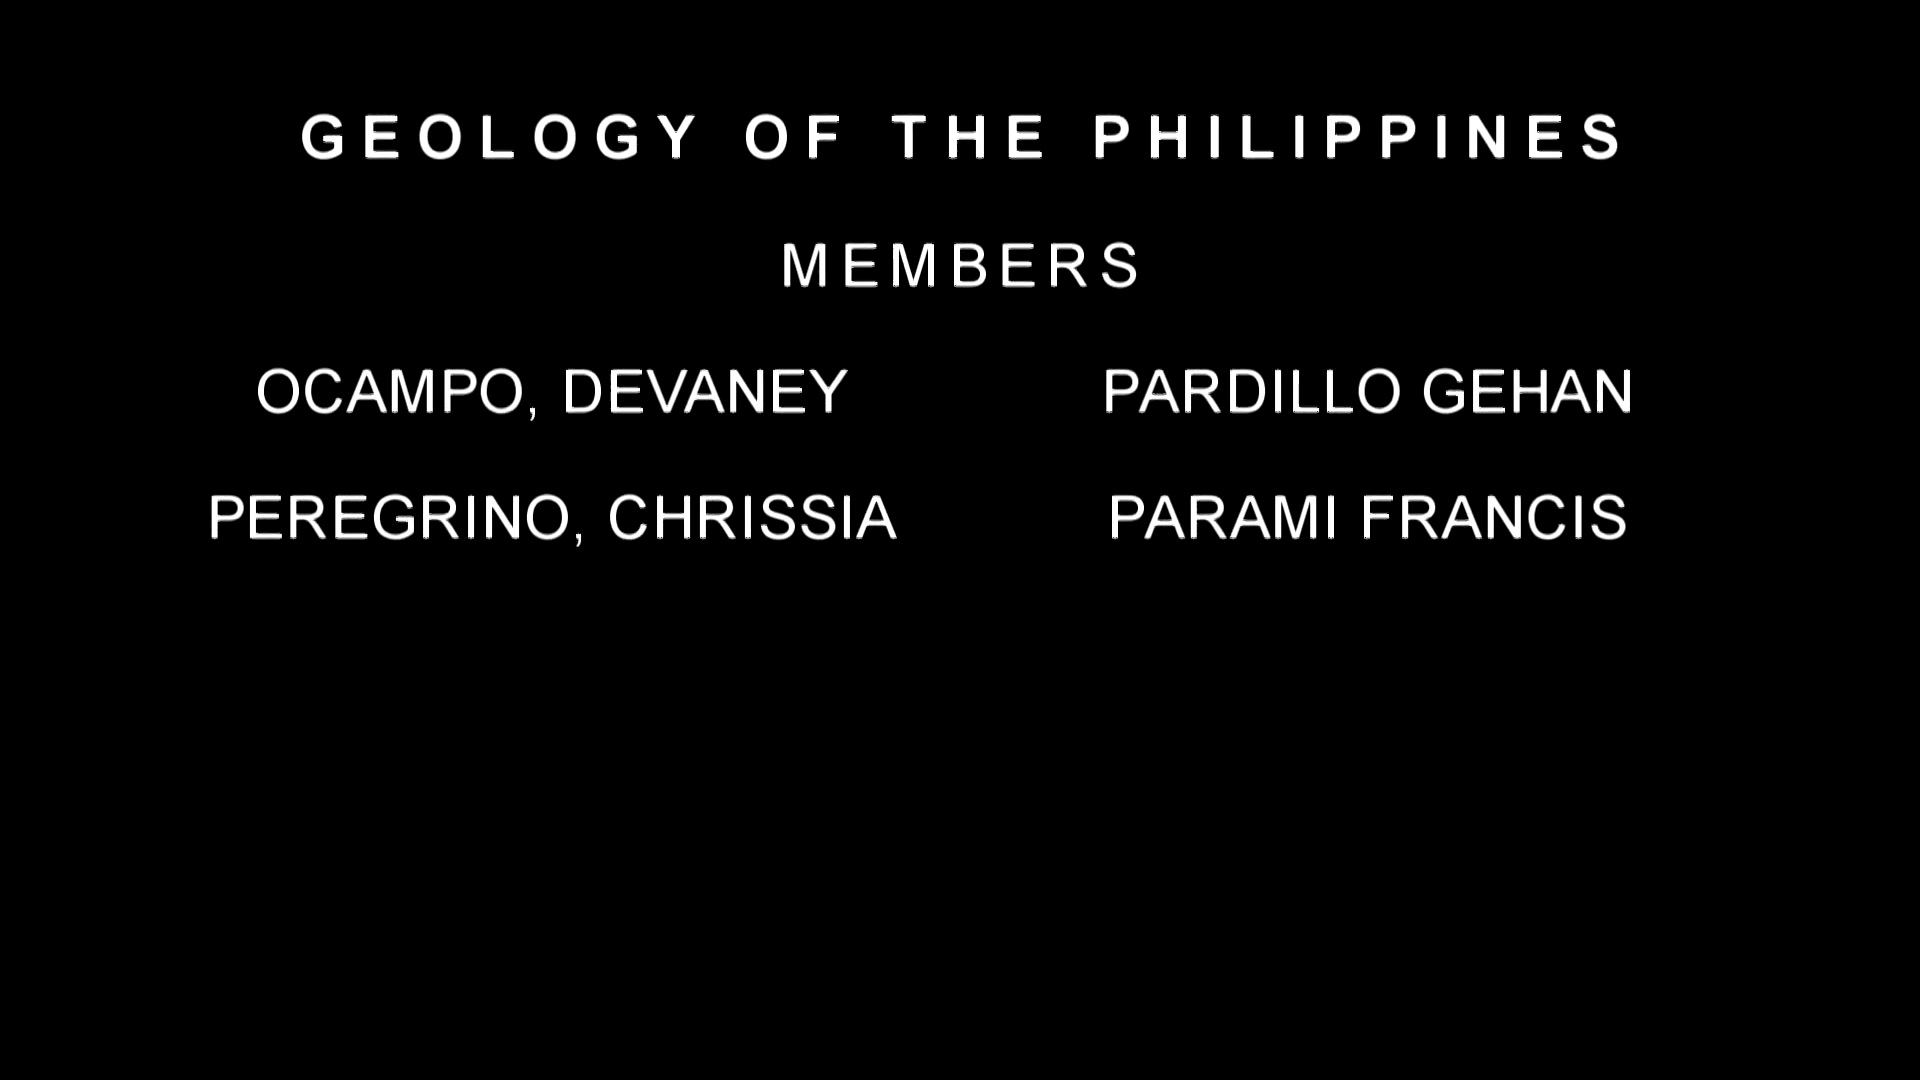 GEOLOGY OF THE PHILIPPINES
MEMBERS
OCAMPO, DEVANEY PARDILLO GEHAN
PEREGRINO, CHRISSIA PARAMI FRANCIS